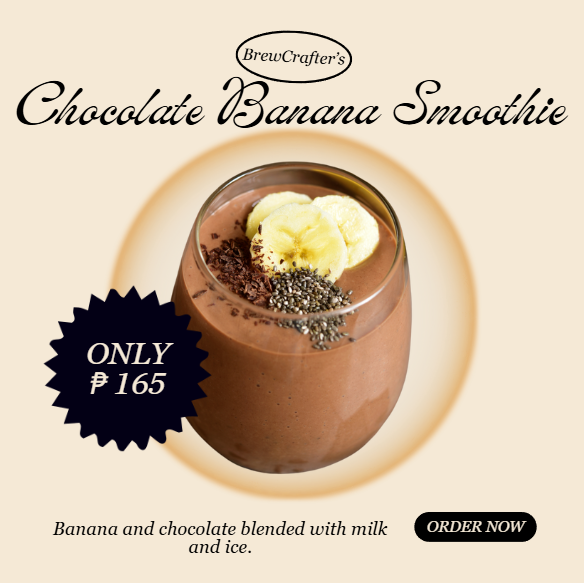 BrewCrafter's
Chocolate Banana Smoothie
ONLY
₱ 165
Banana and chocolate blended with milk
and ice.
ORDER NOW